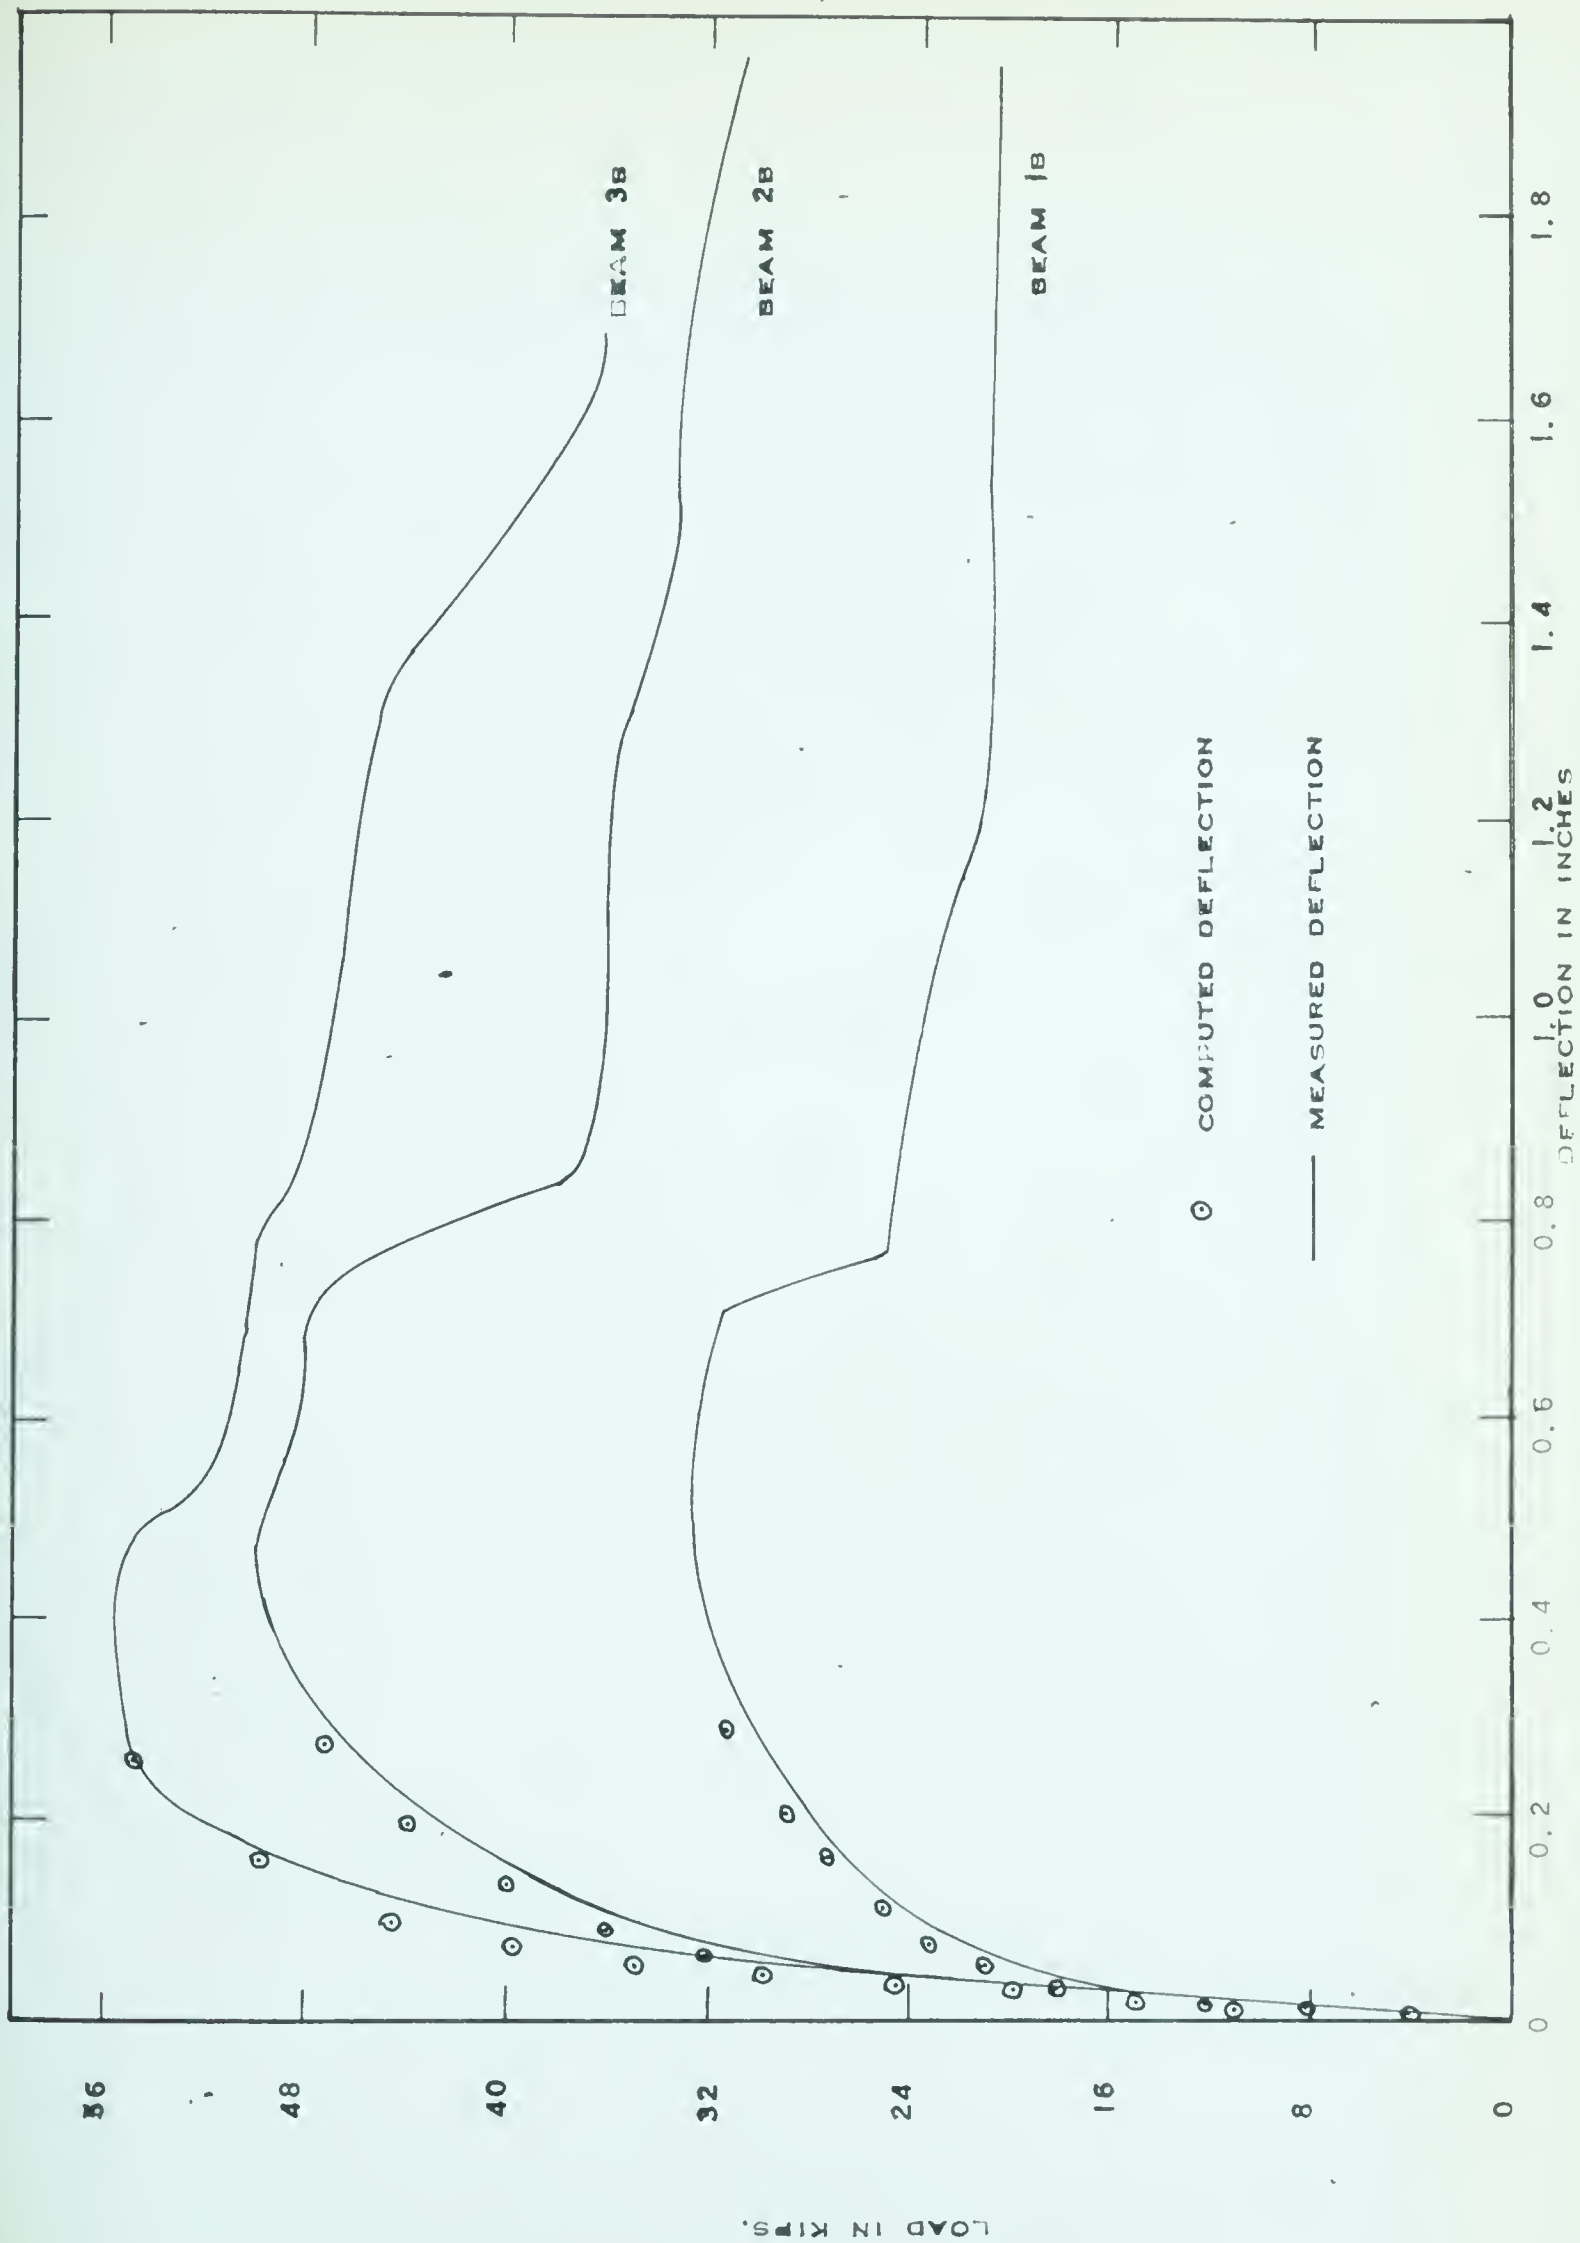 BEAM 3B
BEAM 2B
BEAM 1B
COMPUTED DEFLECTION
MEASURED DEFLECTION
56
48
40
32
24
16
8
0
LOAD IN KIPS.
0 0.2 0.4 0.6 0.8 1.0 1.2 1.4 1.6 1.8
DEFLECTION IN INCHES